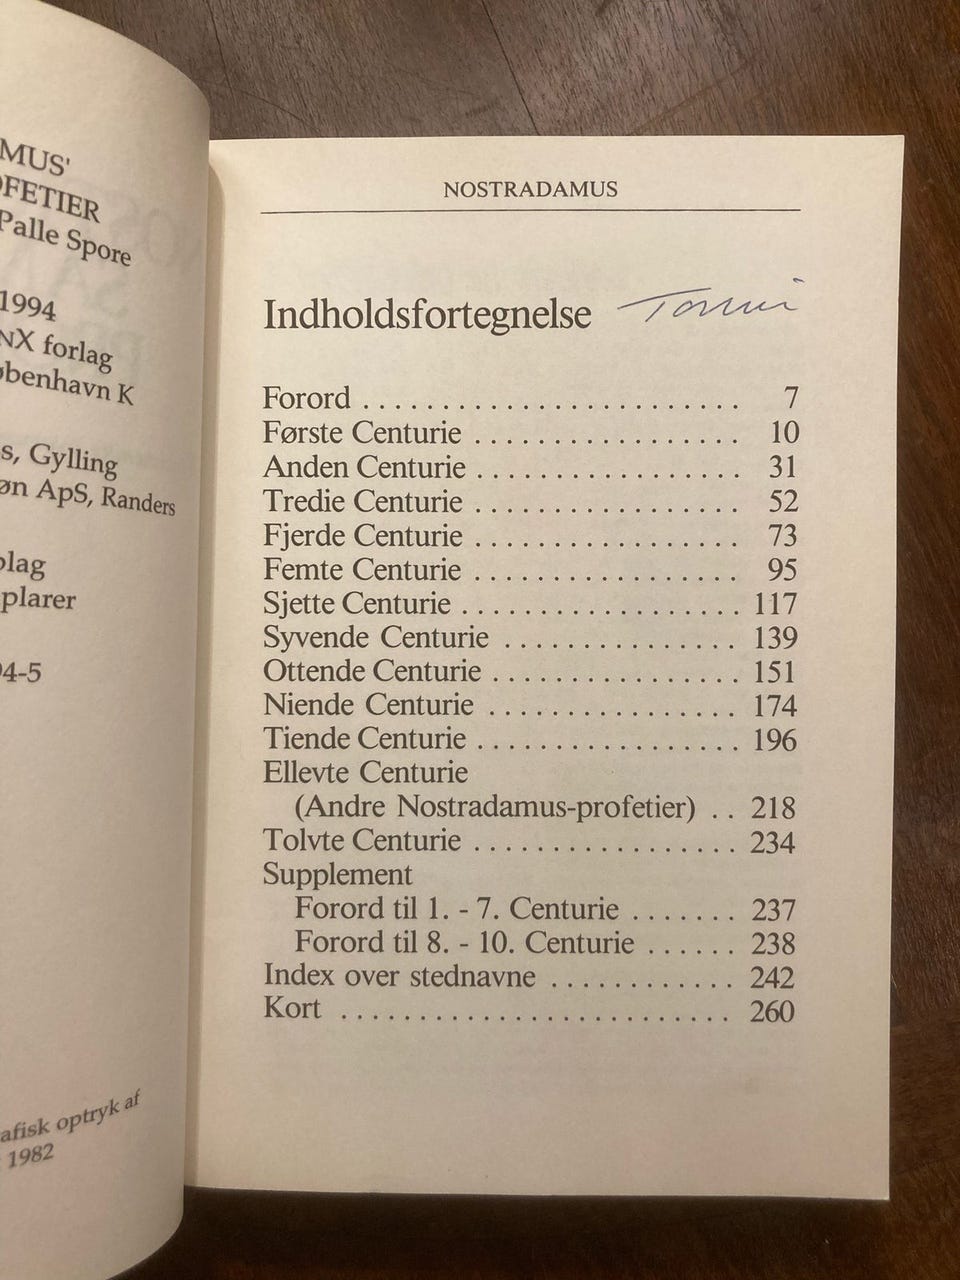 MUS'
OFETIER
Palle Spore
1994
NX forlag
øbenhavn K
s, Gylling
øn ApS, Randers
plag
plarer
94-5
afisk optryk af
1982
NOSTRADAMUS
Indholdsfortegnelse
Forord . . . . . . . . . . . . . . . . . . . . . . . . . 7
Første Centurie . . . . . . . . . . . . . . . . . . 10
Anden Centurie . . . . . . . . . . . . . . . . . . 31
Tredie Centurie . . . . . . . . . . . . . . . . . . 52
Fjerde Centurie . . . . . . . . . . . . . . . . . . 73
Femte Centurie . . . . . . . . . . . . . . . . . . 95
Sjette Centurie . . . . . . . . . . . . . . . . . . 117
Syvende Centurie . . . . . . . . . . . . . . . . 139
Ottende Centurie . . . . . . . . . . . . . . . . 151
Niende Centurie . . . . . . . . . . . . . . . . . 174
Tiende Centurie . . . . . . . . . . . . . . . . . 196
Ellevte Centurie
(Andre Nostradamus-profetier) . . 218
Tolvte Centurie . . . . . . . . . . . . . . . . . . 234
Supplement
Forord til 1. - 7. Centurie . . . . . . . 237
Forord til 8. - 10. Centurie . . . . . . 238
Index over stednavne . . . . . . . . . . . . 242
Kort . . . . . . . . . . . . . . . . . . . . . . . . . 260